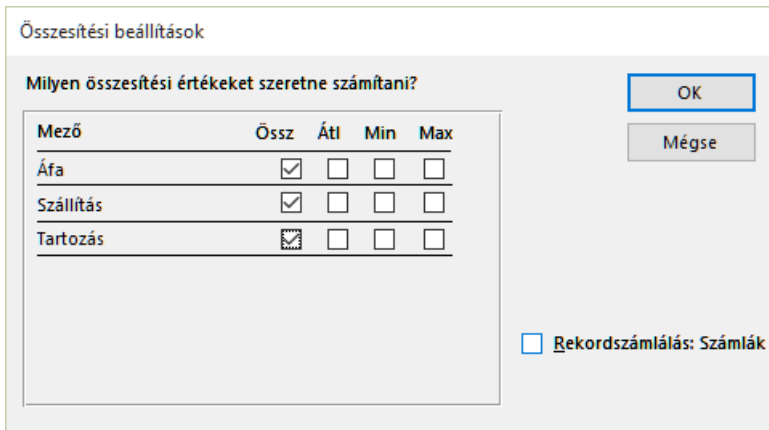 Összesítési beállítások
Milyen összesítési értékeket szeretne számítani?
OK
Mégse
Mező Össz Átl Min Max
Áfa
Szállítás
Tartozás
Rekordszámlálás: Számlák